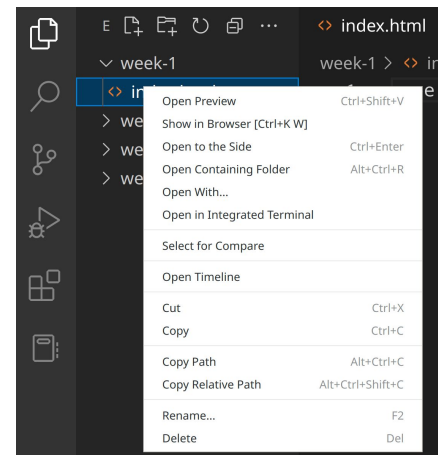 E
index.html
week-1
week-1 >
Open Preview Ctrl+Shift+V
Show in Browser [Ctrl+K W]
Open to the Side Ctrl+Enter
Open Containing Folder Alt+Ctrl+R
Open With...
Open in Integrated Terminal
Select for Compare
Open Timeline
Cut Ctrl+X
Copy Ctrl+C
Copy Path Alt+Ctrl+C
Copy Relative Path Alt+Ctrl+Shift+C
Rename... F2
Delete Del